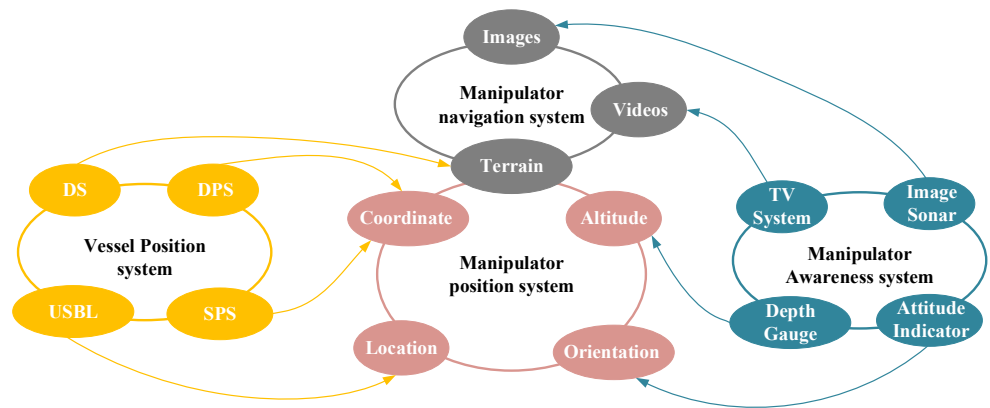 Images
Manipulator
navigation system
Videos
Terrain
DS
DPS
Vessel Position
system
USBL
SPS
Coordinate
Altitude
Manipulator
position system
Location
Orientation
TV
System
Image
Sonar
Manipulator
Awareness system
Depth
Gauge
Attitude
Indicator